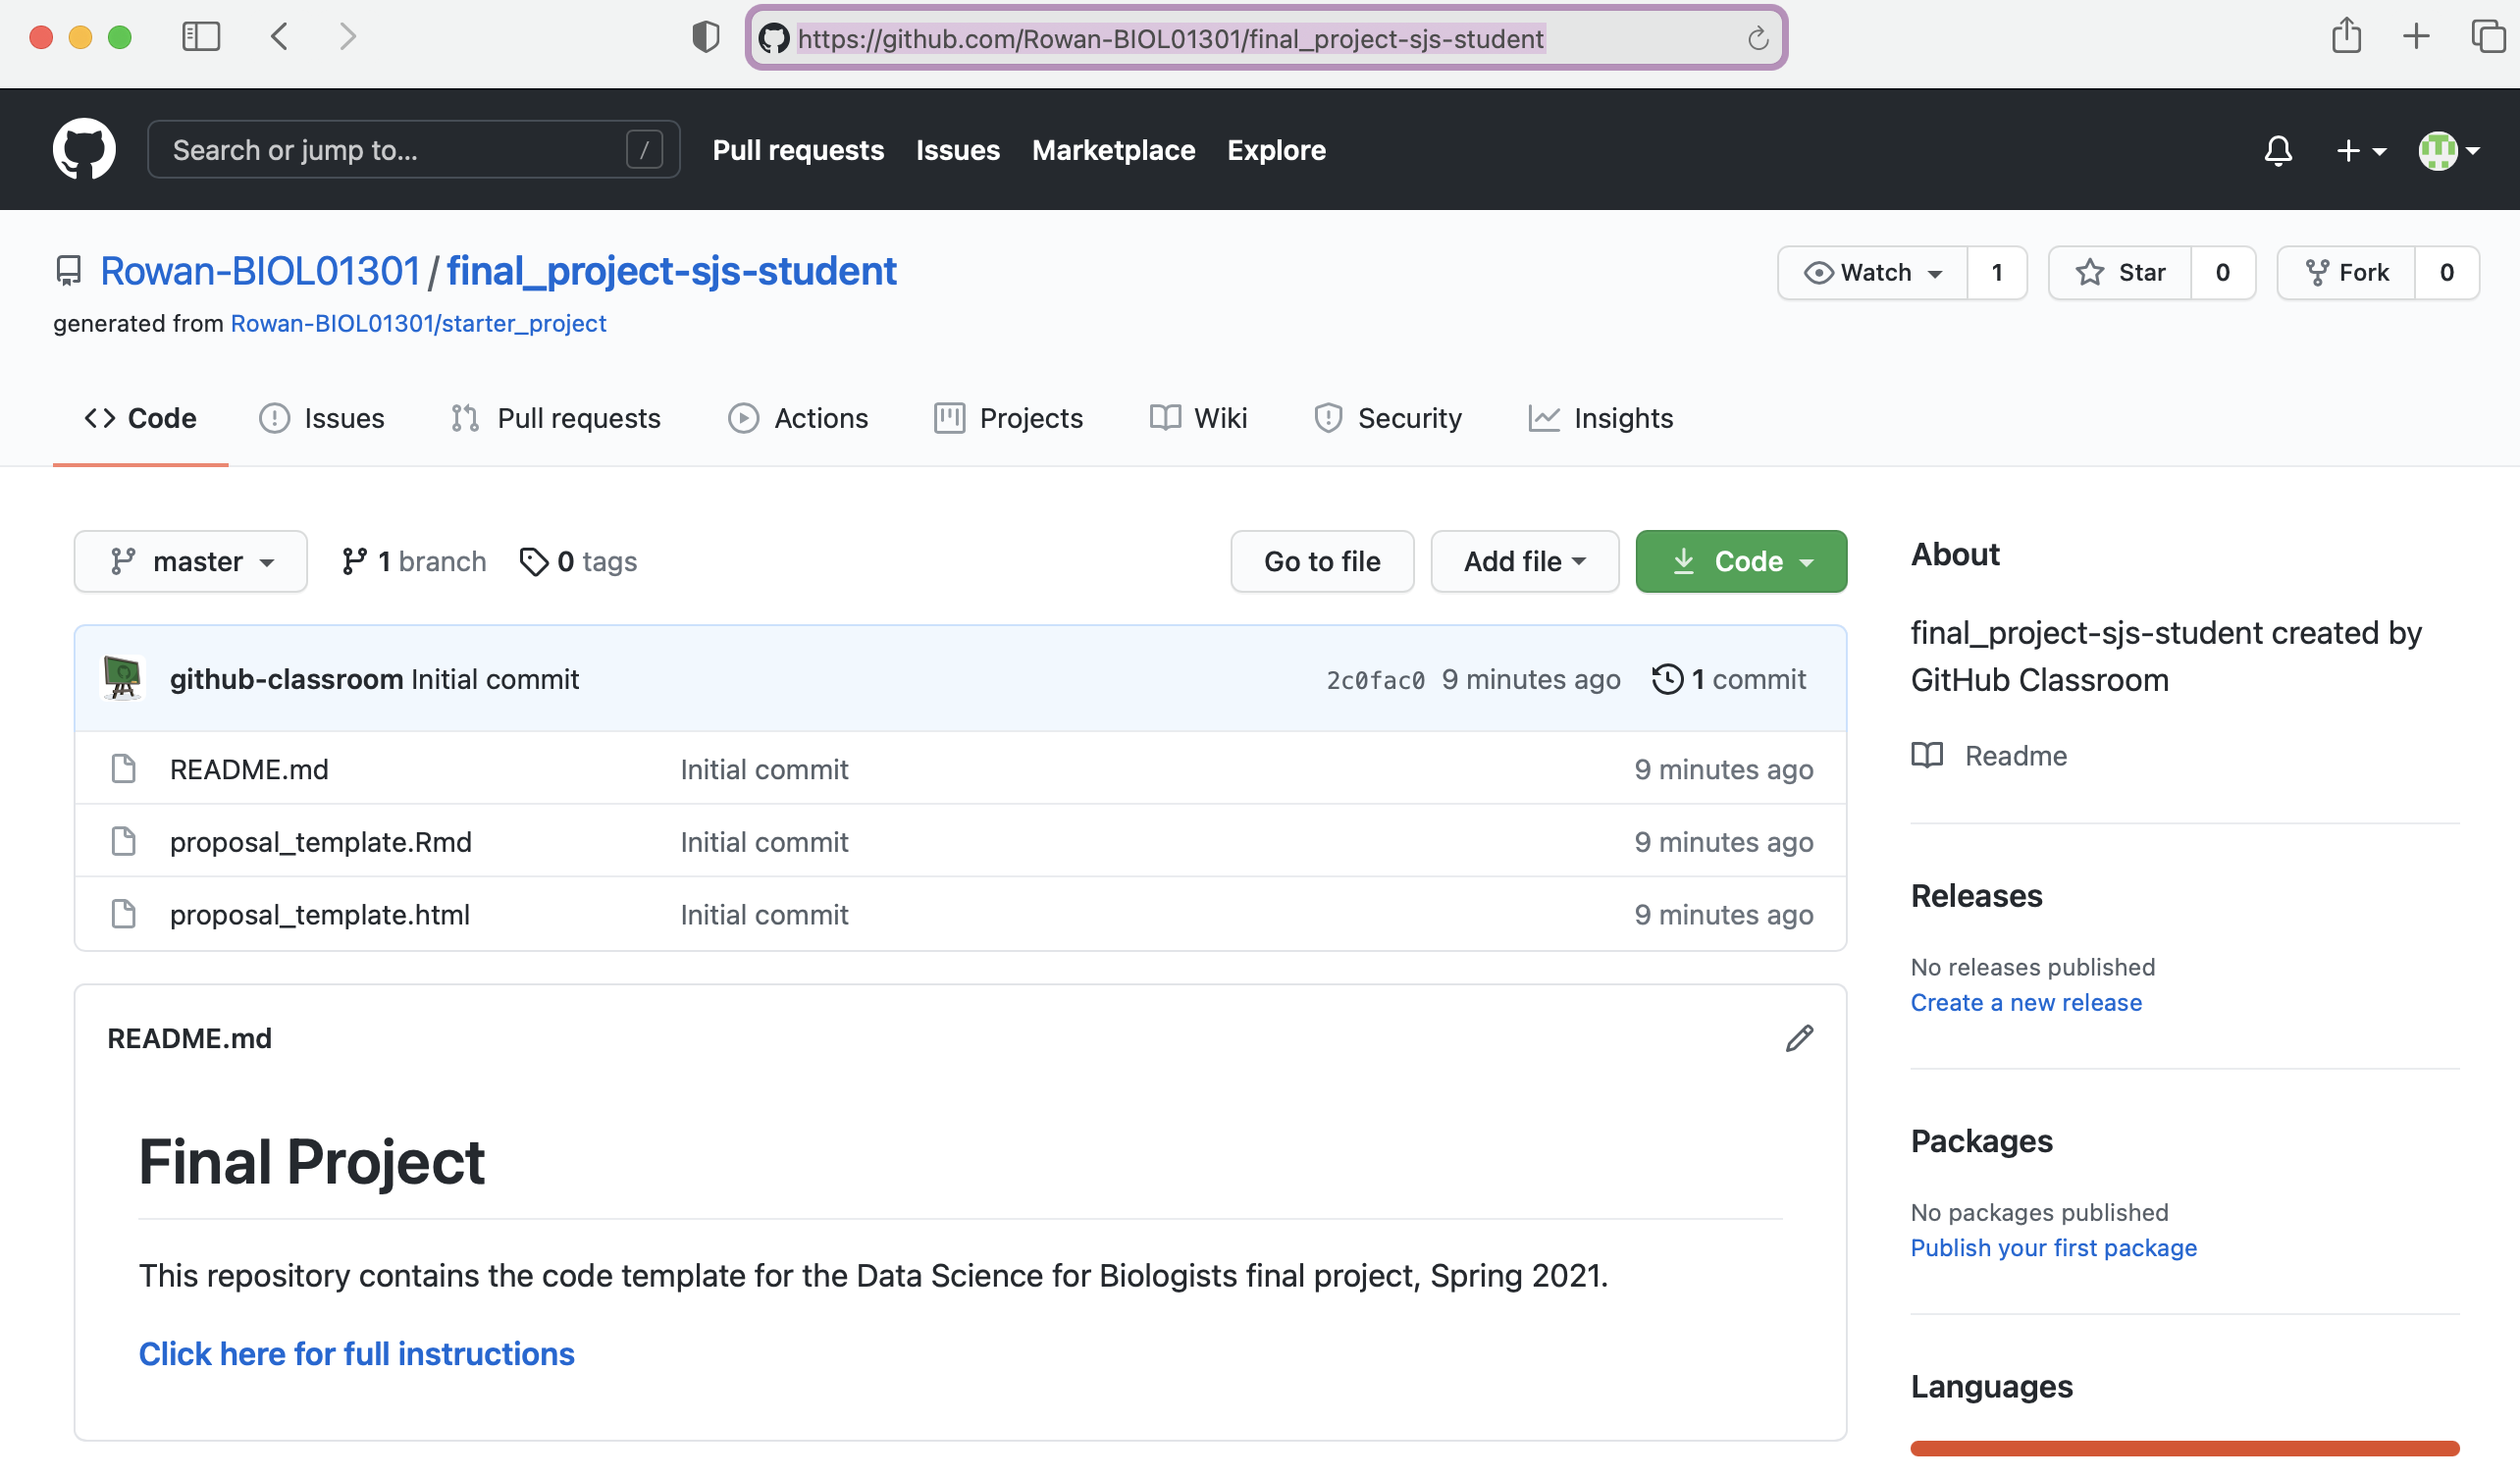 https://github.com/Rowan-BIOL01301/final_project-sjs-student
Search or jump to... /
Pull requests Issues Marketplace Explore
Rowan-BIOL01301 / final_project-sjs-student
Watch 1 Star 0 Fork 0
generated from Rowan-BIOL01301/starter_project
Code Issues Pull requests Actions Projects Wiki Security Insights
master 1 branch 0 tags Go to file Add file Code
github-classroom Initial commit 2c0fac0 9 minutes ago 1 commit
README.md Initial commit 9 minutes ago
proposal_template.Rmd Initial commit 9 minutes ago
proposal_template.html Initial commit 9 minutes ago
README.md
Final Project
This repository contains the code template for the Data Science for Biologists final project, Spring 2021.
Click here for full instructions
About
final_project-sjs-student created by
GitHub Classroom
Readme
Releases
No releases published
Create a new release
Packages
No packages published
Publish your first package
Languages